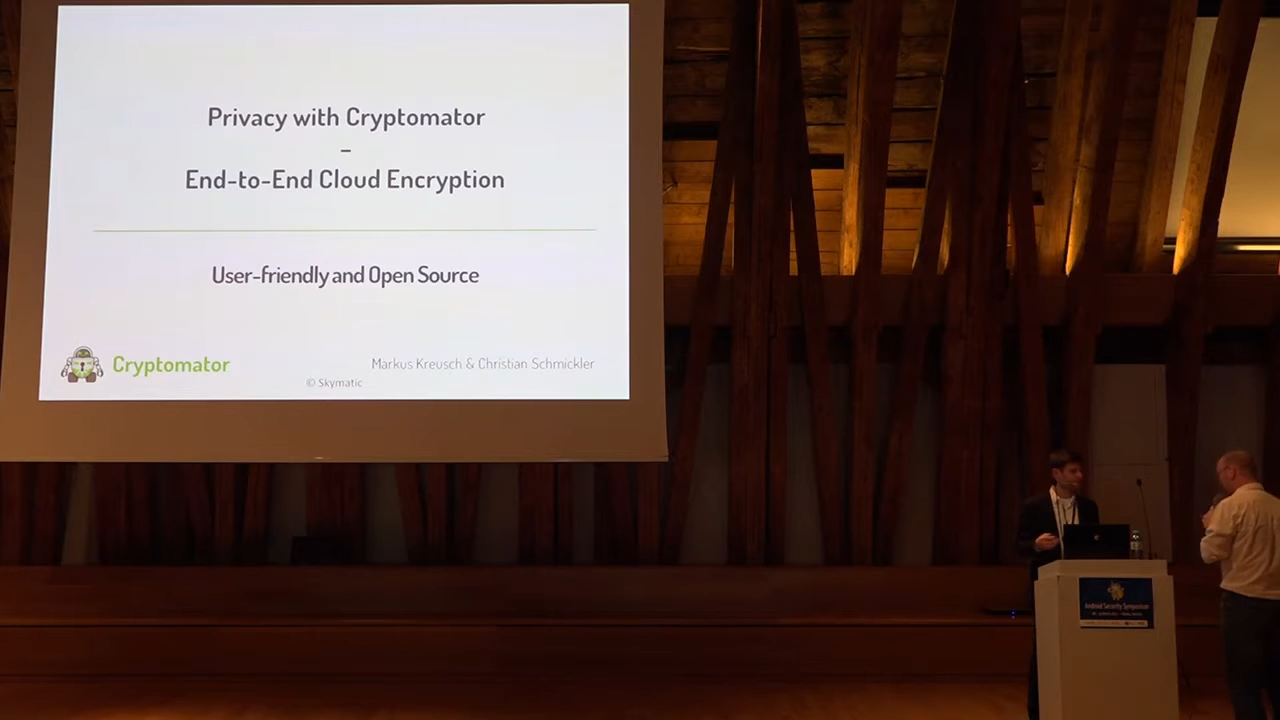 Privacy with Cryptomator
–
End-to-End Cloud Encryption
User-friendly and Open Source
Cryptomator
Markus Kreusch & Christian Schmickler
© Skymatic
Android Security Symposium